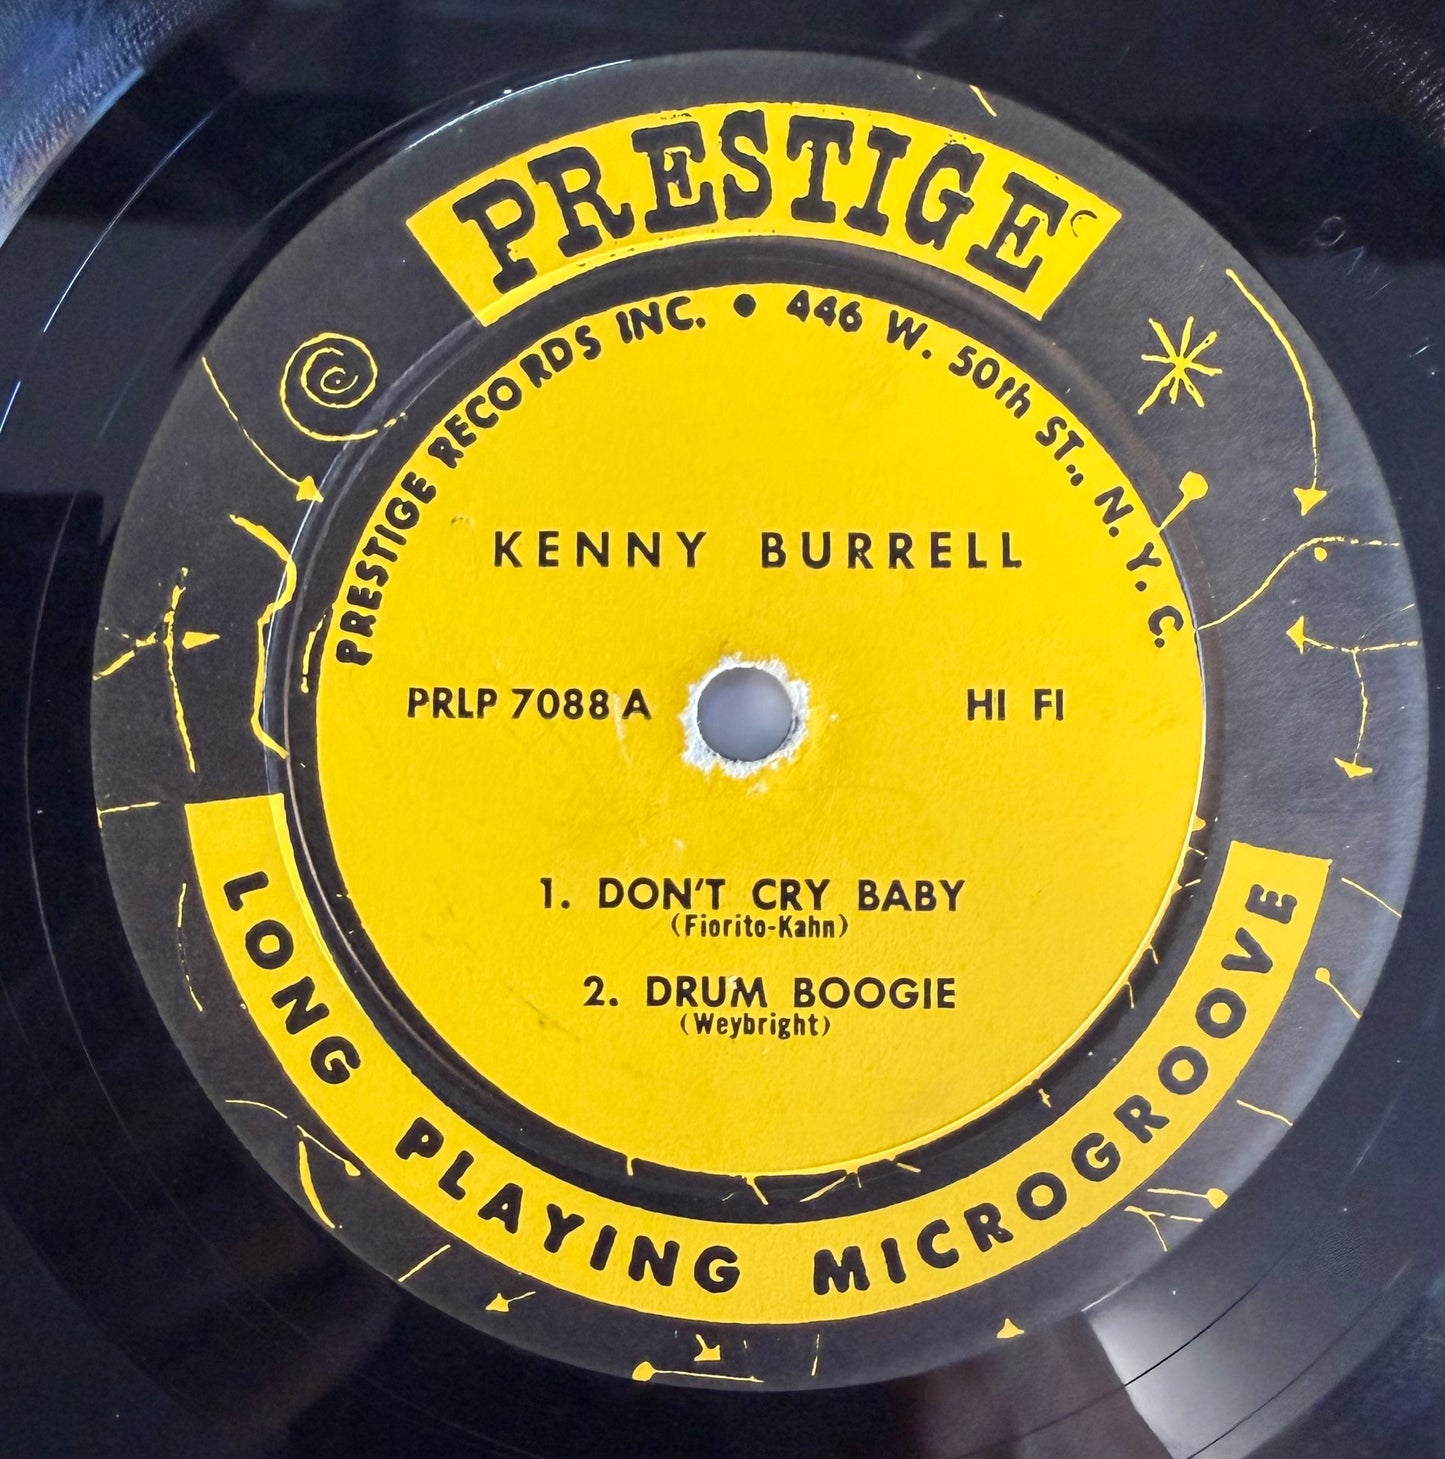 PRESTIGE
PRESTIGE RECORDS INC. • 446 W. 50th ST., N. Y. C.
KENNY BURRELL
PRLP 7088 A
HI FI
1. DON'T CRY BABY
(Fiorito-Kahn)
2. DRUM BOOGIE
(Weybright)
LONG PLAYING MICROGROOVE